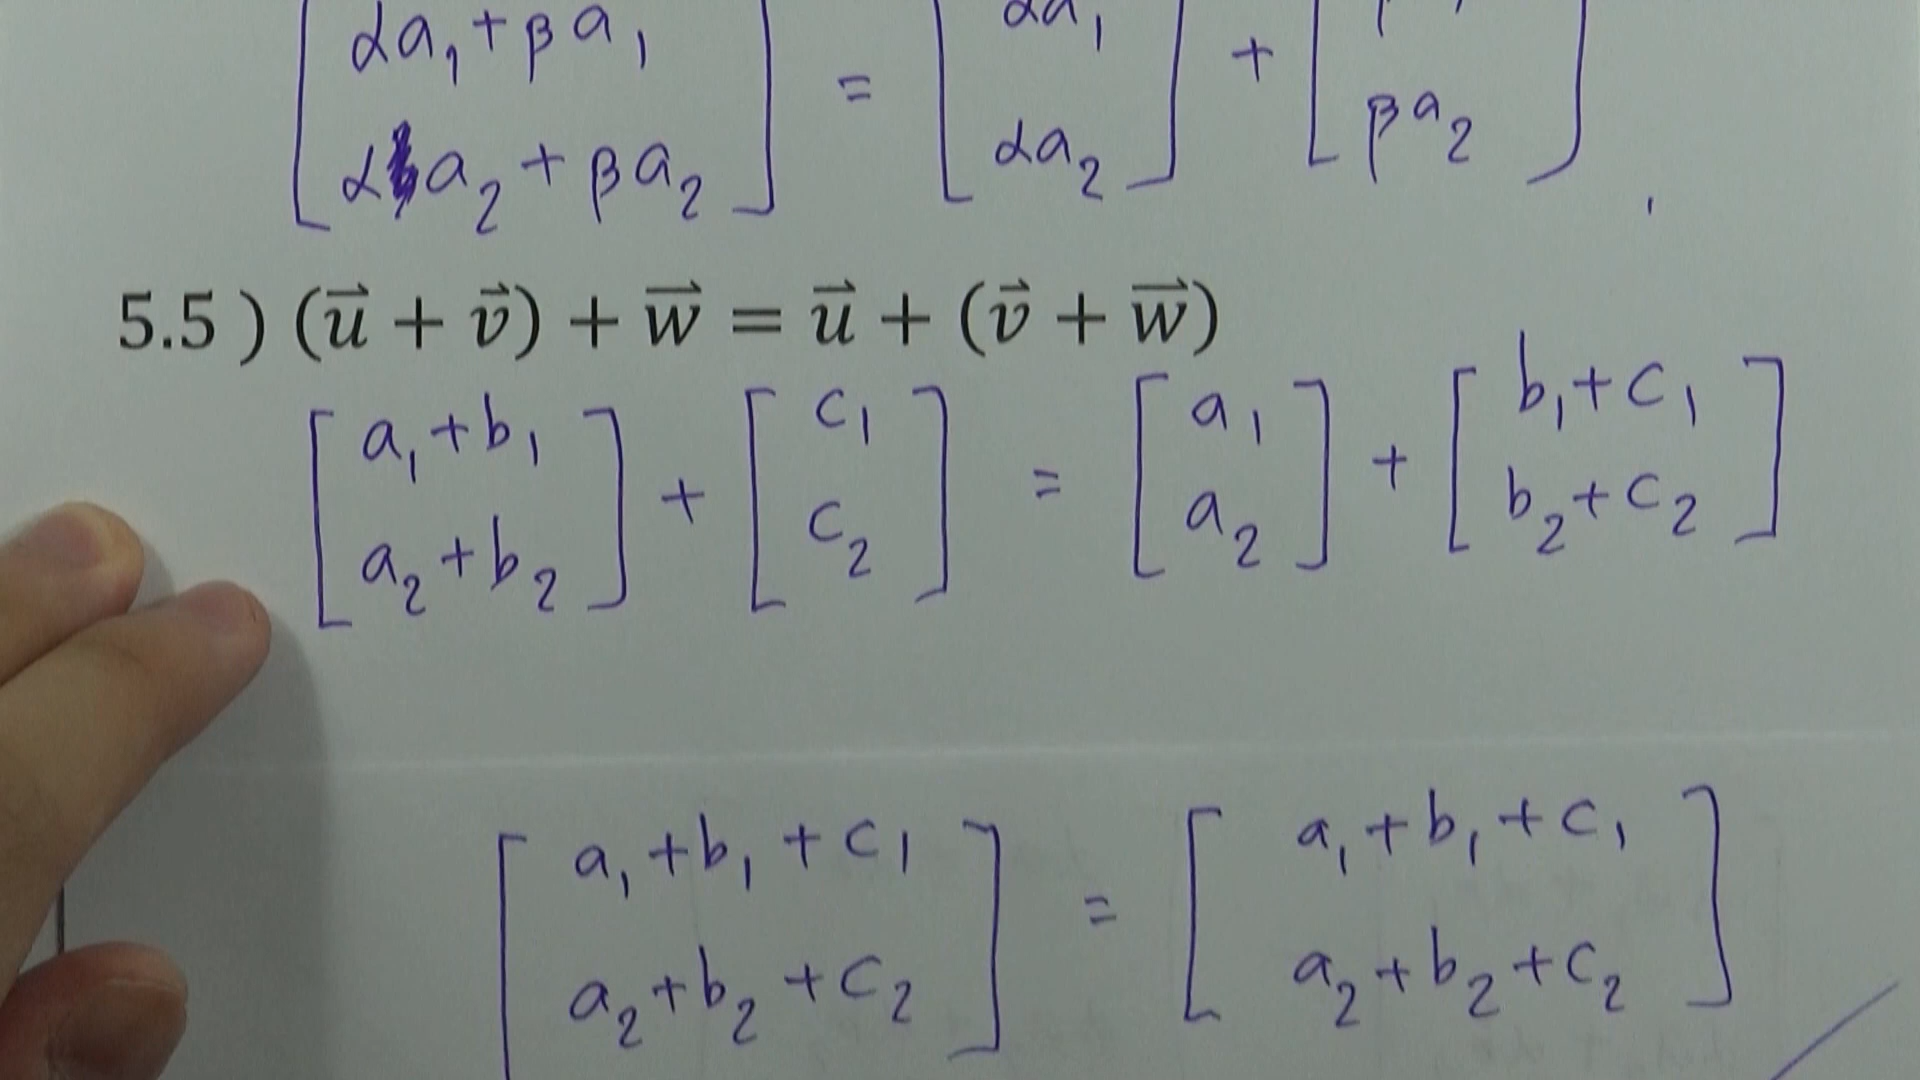 αa₁ + βa₁ = αa₁ +
αa₂ + βa₂ αa₂ βa₂
5.5 ) (u⃗ + v⃗) + w⃗ = u⃗ + (v⃗ + w⃗)
[a₁+b₁ a₂+b₂] + [c₁ c₂] = [a₁ a₂] + [b₁+c₁ b₂+c₂]
[a₁+b₁+c₁ a₂+b₂+c₂] = [a₁+b₁+c₁ a₂+b₂+c₂]